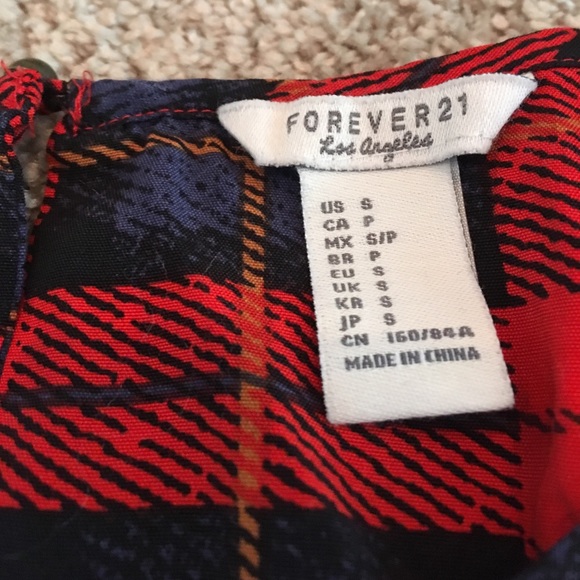 FOREVER 21
Los Angeles
US S
CA P
MX S/P
BR P
EU S
UK S
KR S
JP S
CN 160/84A
MADE IN CHINA